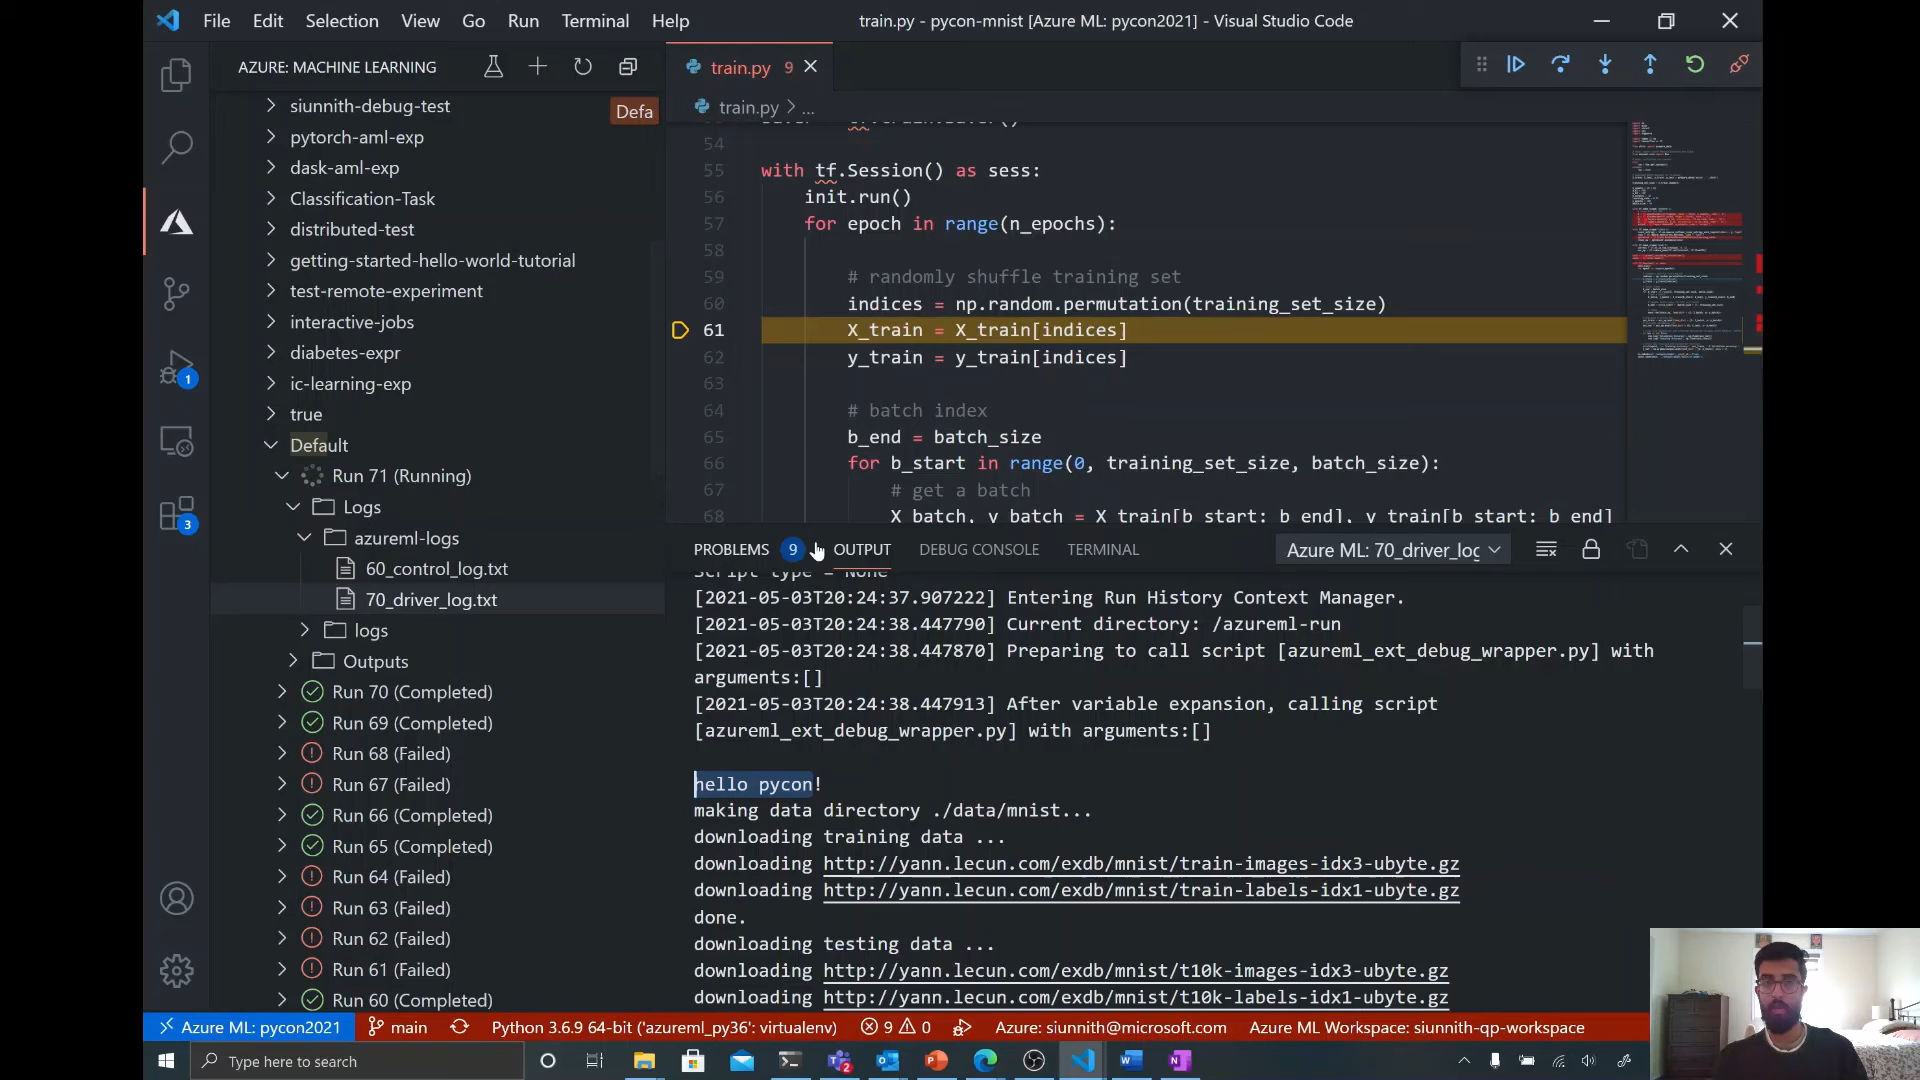 File Edit Selection View Go Run Terminal Help
train.py - pycon-mnist [Azure ML: pycon2021] - Visual Studio Code
AZURE: MACHINE LEARNING
siunnith-debug-test
Defa
pytorch-aml-exp
dask-aml-exp
Classification-Task
distributed-test
getting-started-hello-world-tutorial
test-remote-experiment
interactive-jobs
diabetes-expr
ic-learning-exp
true
Default
Run 71 (Running)
Logs
azureml-logs
60_control_log.txt
70_driver_log.txt
logs
Outputs
Run 70 (Completed)
Run 69 (Completed)
Run 68 (Failed)
Run 67 (Failed)
Run 66 (Completed)
Run 65 (Completed)
Run 64 (Failed)
Run 63 (Failed)
Run 62 (Failed)
Run 61 (Failed)
Run 60 (Completed)
1
3
train.py 9
train.py > ...
54
55 with tf.Session() as sess:
56 init.run()
57 for epoch in range(n_epochs):
58
59 # randomly shuffle training set
60 indices = np.random.permutation(training_set_size)
61 X_train = X_train[indices]
62 y_train = y_train[indices]
63
64 # batch index
65 b_end = batch_size
66 for b_start in range(0, training_set_size, batch_size):
67 # get a batch
68 X_batch, y_batch = X_train[b_start: b_end], y_train[b_start: b_end]
PROBLEMS 9 OUTPUT DEBUG CONSOLE TERMINAL Azure ML: 70_driver_log
Script type = None
[2021-05-03T20:24:37.907222] Entering Run History Context Manager.
[2021-05-03T20:24:38.447790] Current directory: /azureml-run
[2021-05-03T20:24:38.447870] Preparing to call script [azureml_ext_debug_wrapper.py] with
arguments:[]
[2021-05-03T20:24:38.447913] After variable expansion, calling script
[azureml_ext_debug_wrapper.py] with arguments:[]
hello pycon!
making data directory ./data/mnist...
downloading training data ...
downloading http://yann.lecun.com/exdb/mnist/train-images-idx3-ubyte.gz
downloading http://yann.lecun.com/exdb/mnist/train-labels-idx1-ubyte.gz
done.
downloading testing data ...
downloading http://yann.lecun.com/exdb/mnist/t10k-images-idx3-ubyte.gz
downloading http://yann.lecun.com/exdb/mnist/t10k-labels-idx1-ubyte.gz
Azure ML: pycon2021 main Python 3.6.9 64-bit ('azureml_py36': virtualenv) 9 0 Azure: siunnith@microsoft.com Azure ML Workspace: siunnith-qp-workspace
Type here to search
2